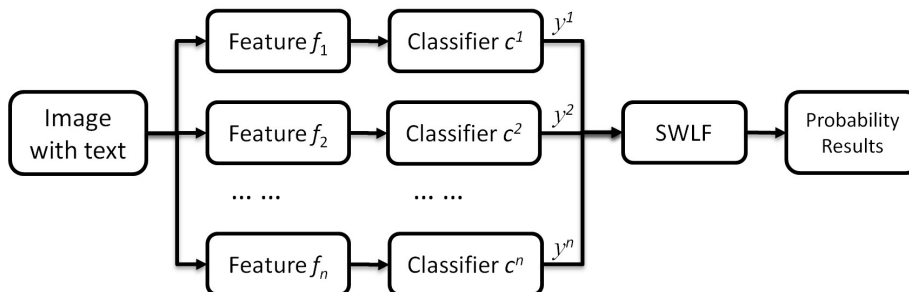 Feature f₁
Classifier c¹
y¹
Image
with text
Feature f₂
Classifier c²
y²
SWLF
Probability
Results
... ...
... ...
Feature fₙ
Classifier cⁿ
yⁿ